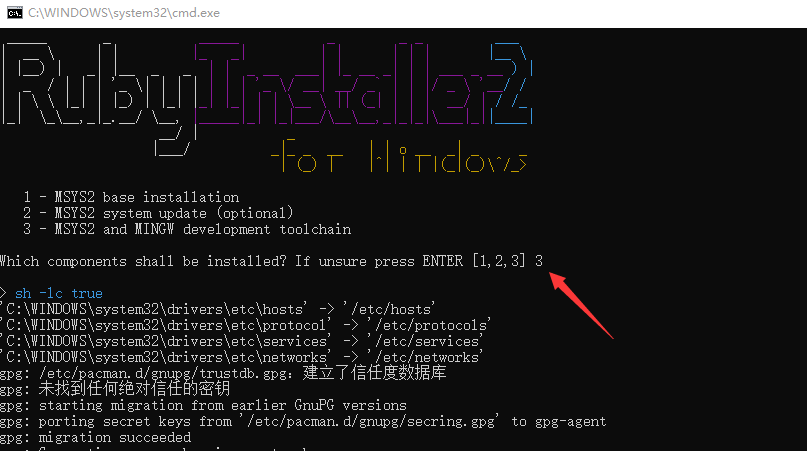 C:\WINDOWS\system32\cmd.exe
RubyInstaller2
for Windows
1 - MSYS2 base installation
2 - MSYS2 system update (optional)
3 - MSYS2 and MINGW development toolchain
Which components shall be installed? If unsure press ENTER [1,2,3] 3
> sh -lc true
'C:\WINDOWS\system32\drivers\etc\hosts' -> '/etc/hosts'
'C:\WINDOWS\system32\drivers\etc\protocol' -> '/etc/protocols'
'C:\WINDOWS\system32\drivers\etc\services' -> '/etc/services'
'C:\WINDOWS\system32\drivers\etc\networks' -> '/etc/networks'
gpg: /etc/pacman.d/gnupg/trustdb.gpg：建立了信任度数据库
gpg: 未找到任何绝对信任的密钥
gpg: starting migration from earlier GnuPG versions
gpg: porting secret keys from '/etc/pacman.d/gnupg/secring.gpg' to gpg-agent
gpg: migration succeeded